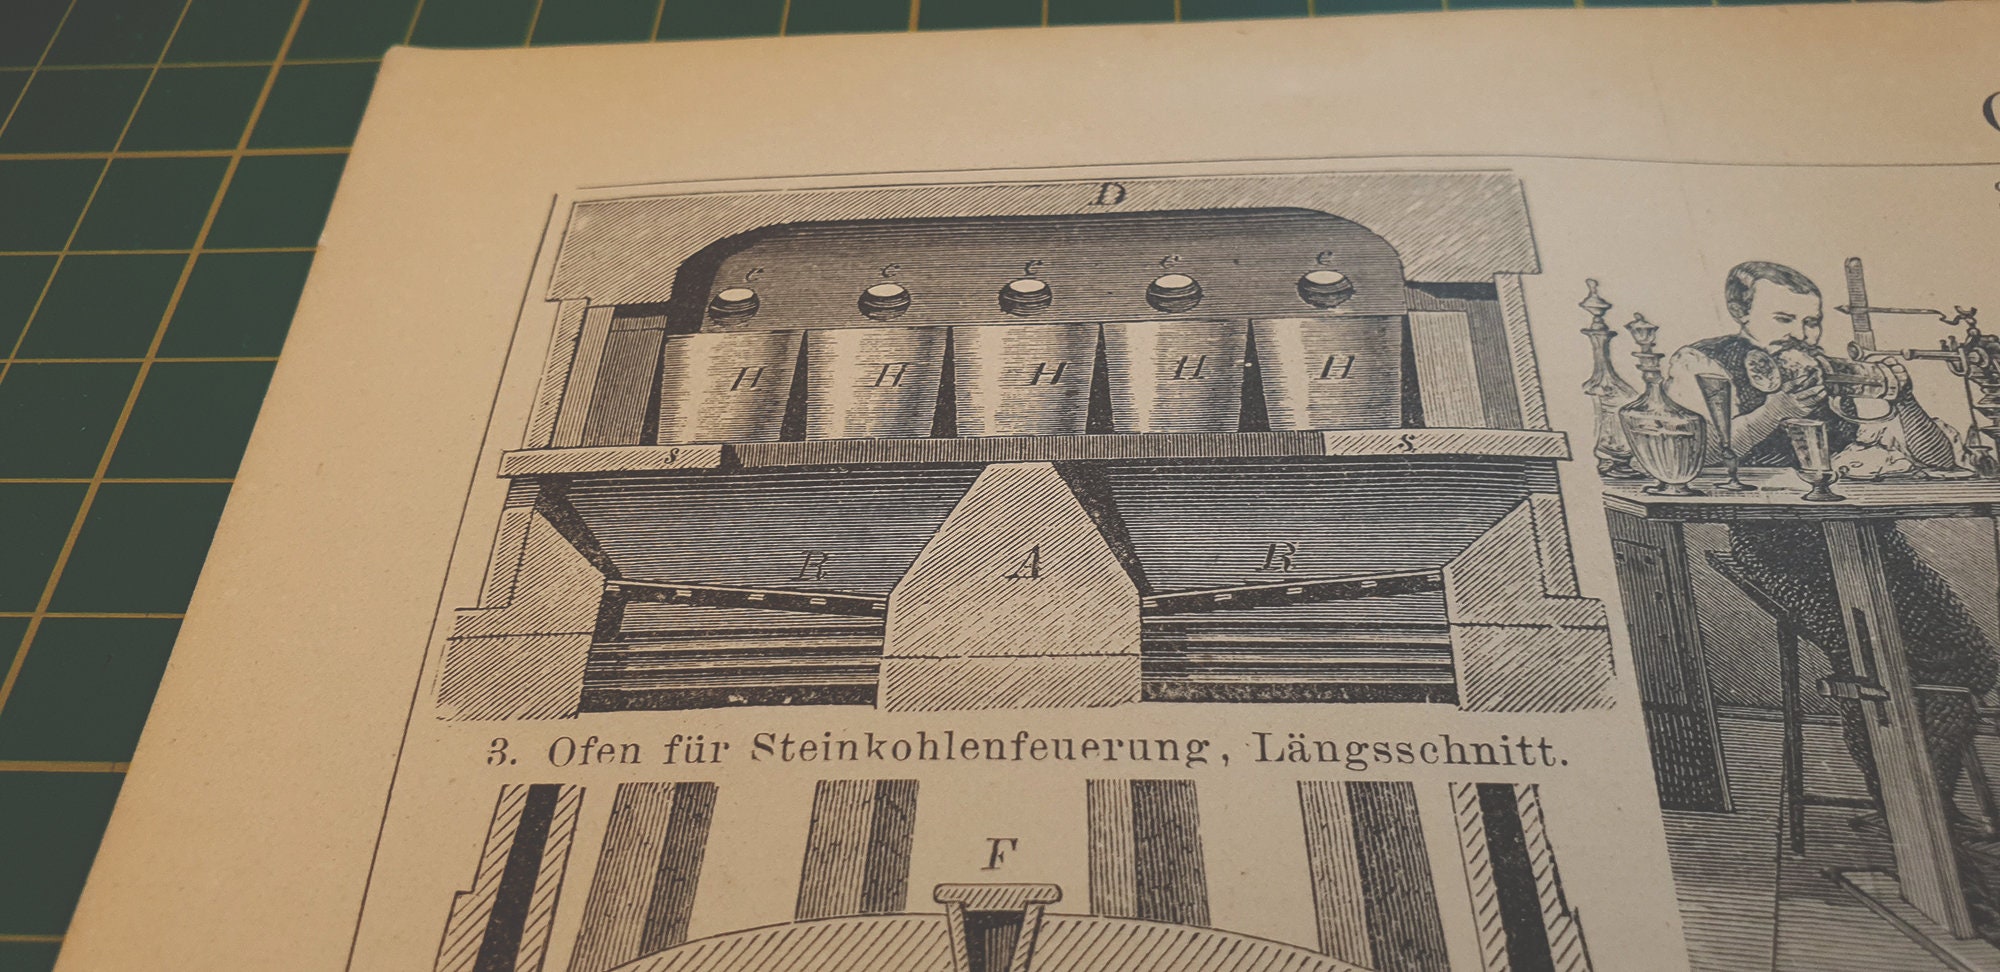 D
e e e e e
H H H H H
s s.
R A R
3. Ofen für Steinkohlenfeuerung, Längsschnitt.
F